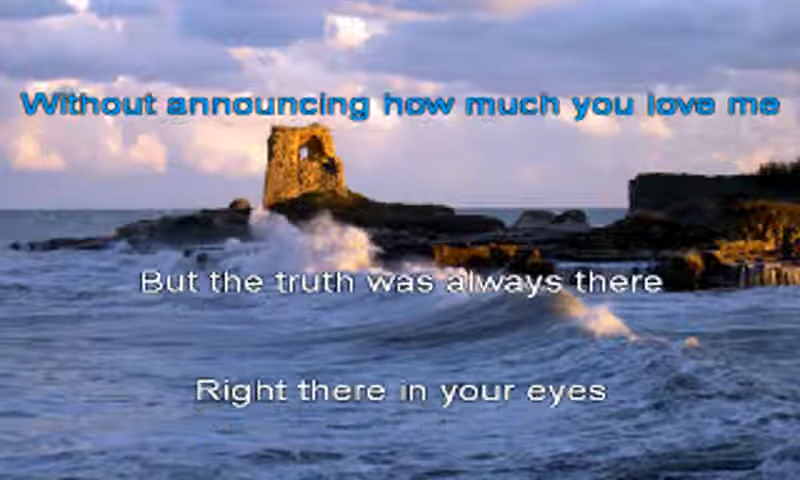 Without announcing how much you love me
But the truth was always there
Right there in your eyes